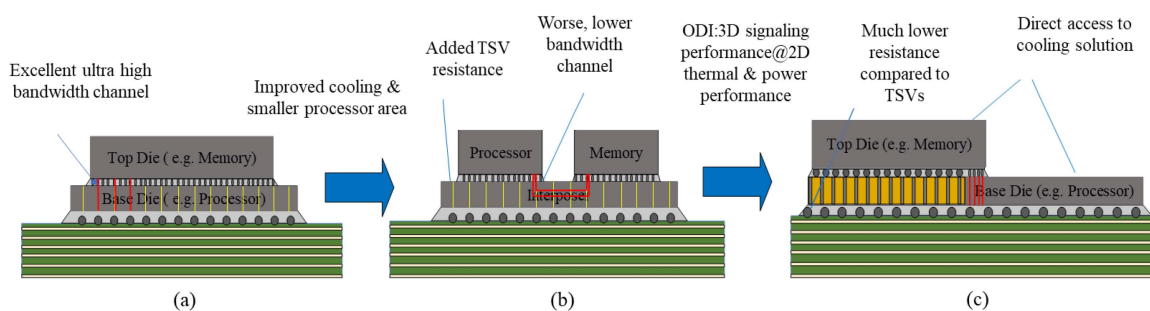 Excellent ultra high
bandwidth channel
Top Die ( e.g. Memory)
Base Die ( e.g. Processor)
(a)
Improved cooling &
smaller processor area
Added TSV
resistance
Worse, lower
bandwidth
channel
Processor
Memory
Interposer
(b)
ODI:3D signaling
performance@2D
thermal & power
performance
Much lower
resistance
compared to
TSVs
Direct access to
cooling solution
Top Die (e.g. Memory)
Base Die (e.g. Processor)
(c)